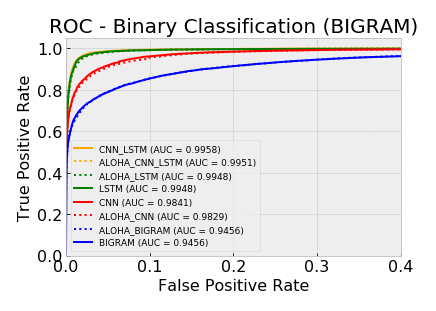 ROC - Binary Classification (BIGRAM)
True Positive Rate
1.0
0.8
0.6
0.4
0.2
0.0
CNN_LSTM (AUC = 0.9958)
ALOHA_CNN_LSTM (AUC = 0.9951)
ALOHA_LSTM (AUC = 0.9948)
LSTM (AUC = 0.9948)
CNN (AUC = 0.9841)
ALOHA_CNN (AUC = 0.9829)
ALOHA_BIGRAM (AUC = 0.9456)
BIGRAM (AUC = 0.9456)
0.0 0.1 0.2 0.3 0.4
False Positive Rate